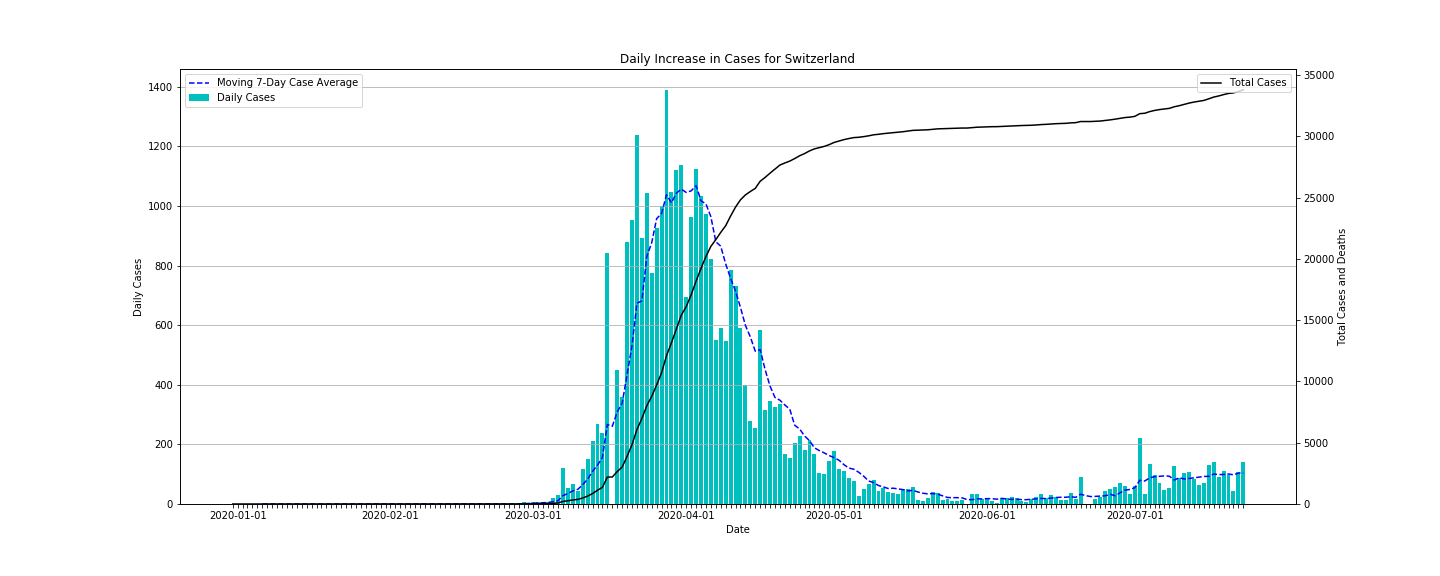 Daily Increase in Cases for Switzerland
Moving 7-Day Case Average
Daily Cases
Total Cases
1400
1200
1000
800
600
400
200
0
Daily Cases
35000
30000
25000
20000
15000
10000
5000
0
Total Cases and Deaths
2020-01-01 2020-02-01 2020-03-01 2020-04-01 2020-05-01 2020-06-01 2020-07-01
Date